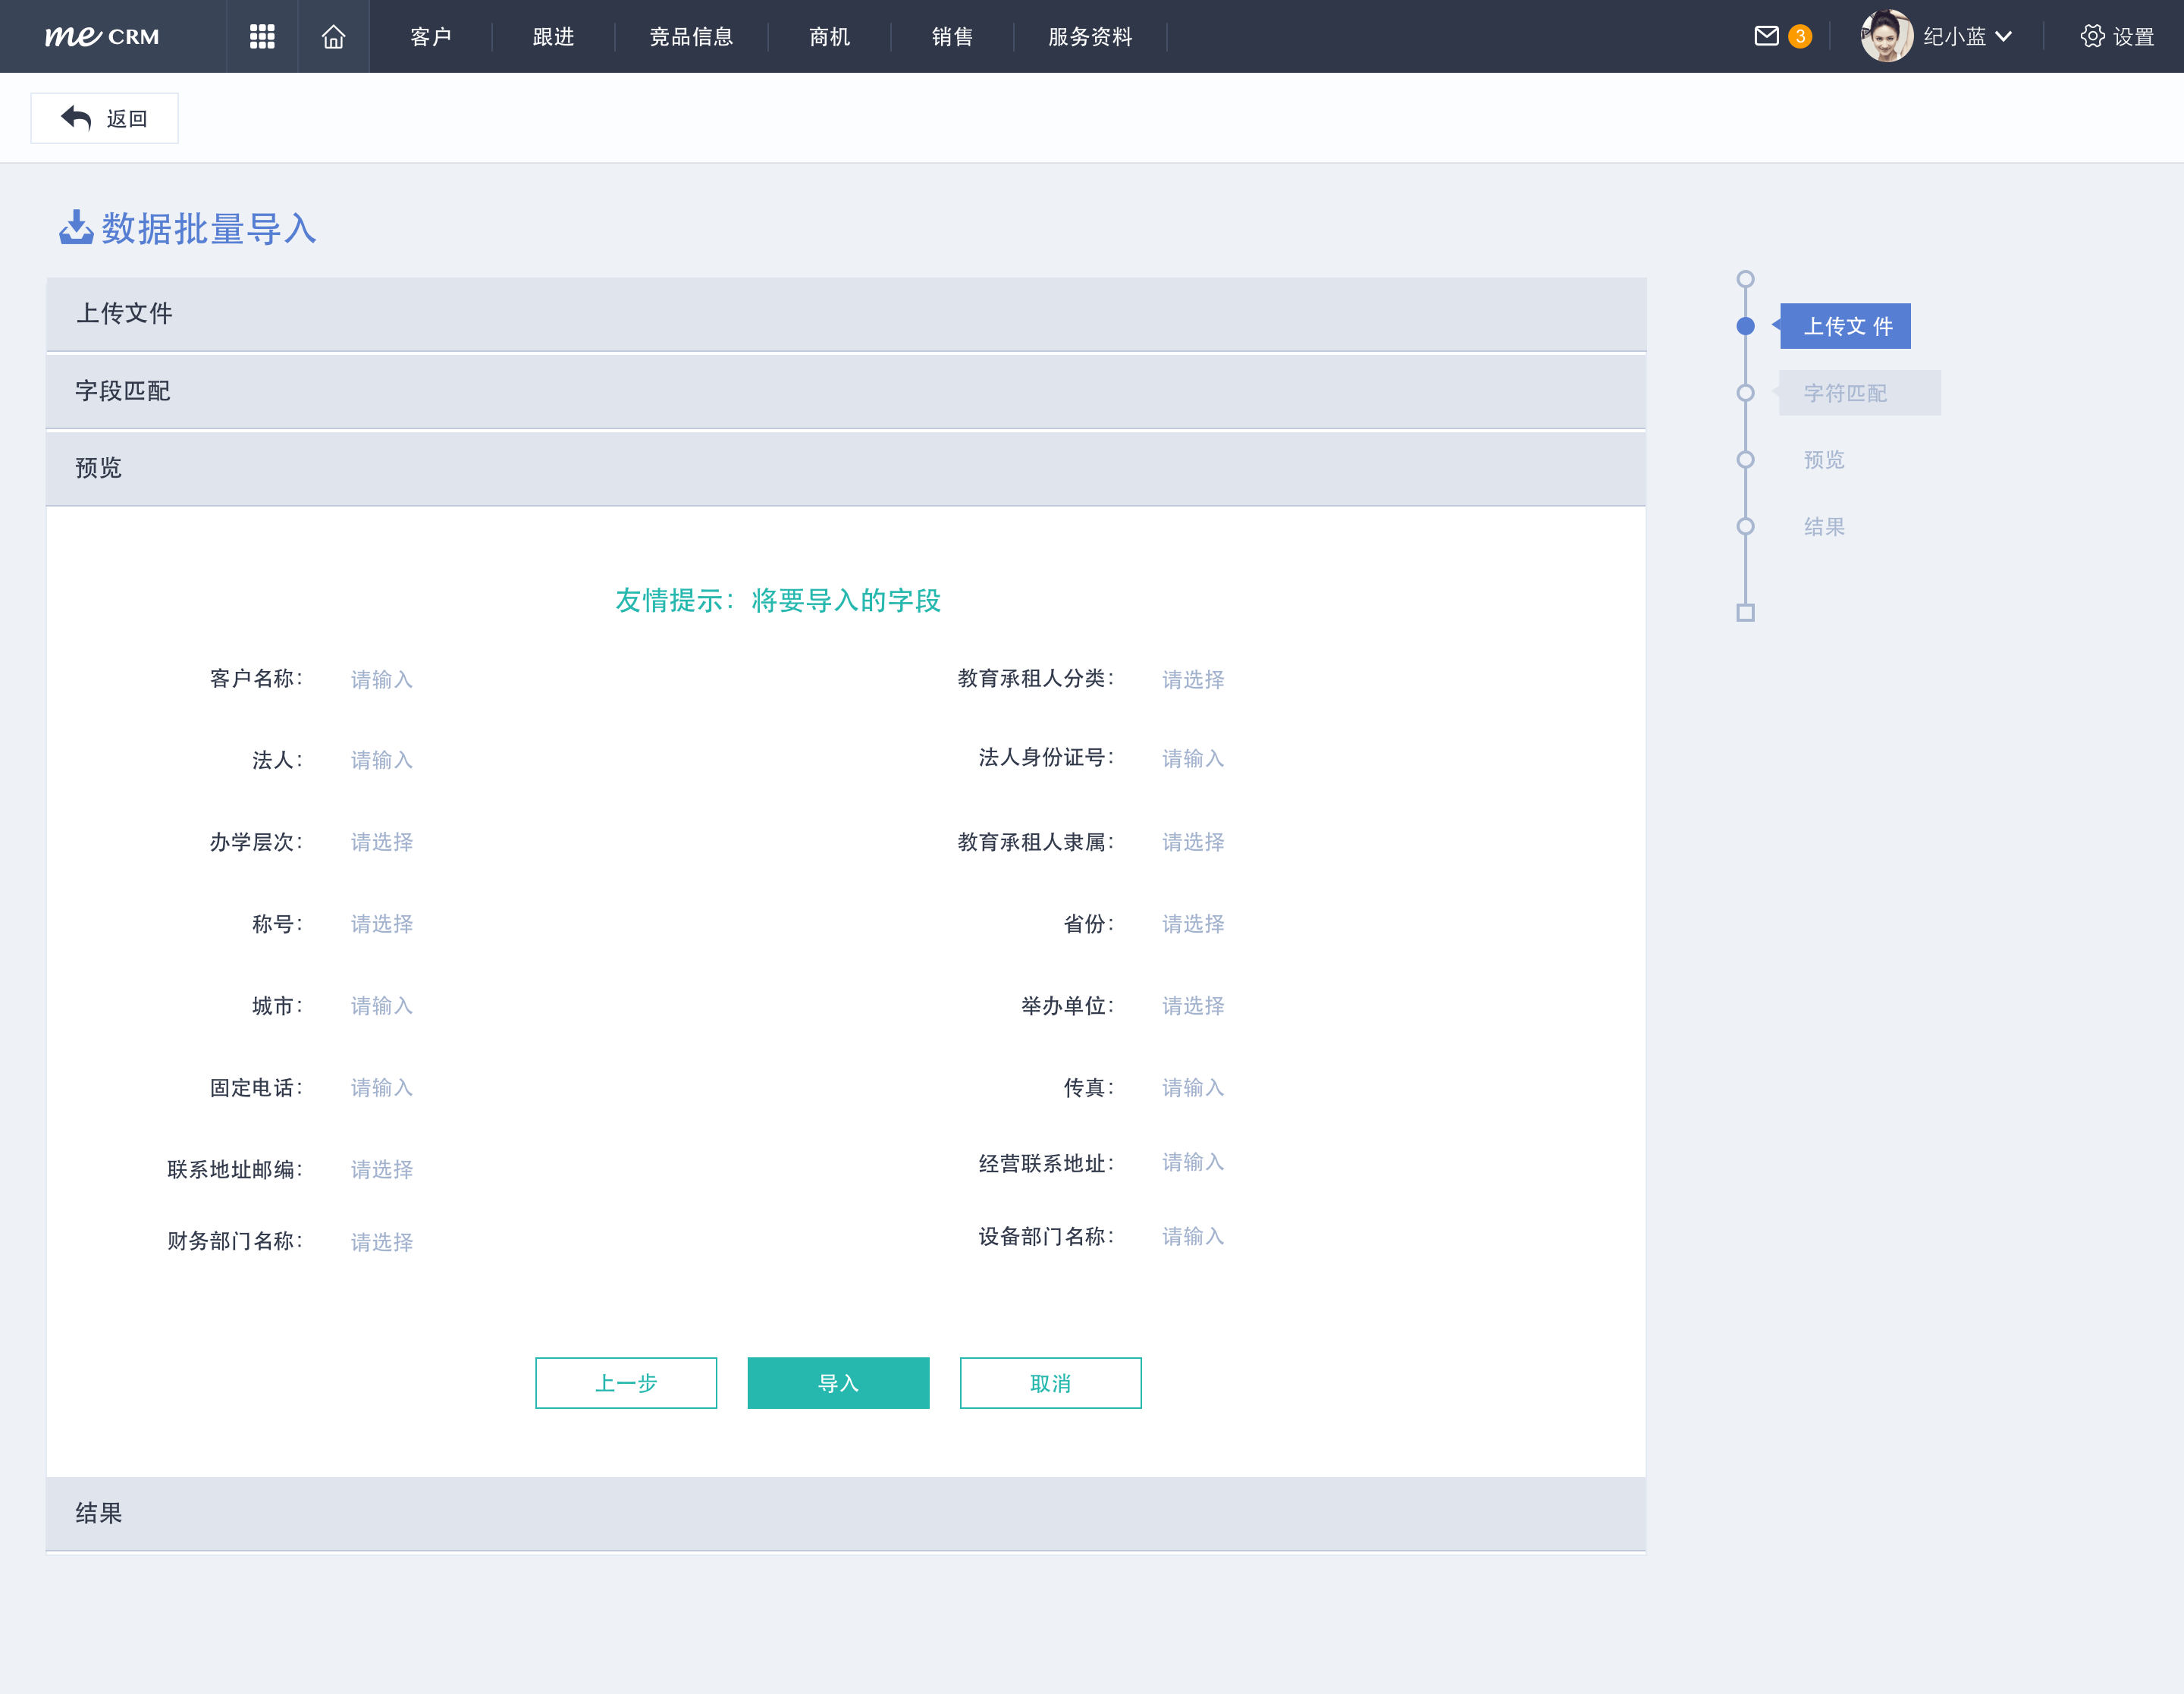 me CRM 客户 跟进 竞品信息 商机 销售 服务资料 3 纪小蓝 设置
返回
数据批量导入
上传文件
字段匹配
预览
友情提示：将要导入的字段
客户名称： 请输入 教育承租人分类： 请选择
法人： 请输入 法人身份证号： 请输入
办学层次： 请选择 教育承租人隶属： 请选择
称号： 请选择 省份： 请选择
城市： 请输入 举办单位： 请选择
固定电话： 请输入 传真： 请输入
联系地址邮编： 请选择 经营联系地址： 请输入
财务部门名称： 请选择 设备部门名称： 请输入
上一步 导入 取消
结果
上传文 件
字符匹配
预览
结果